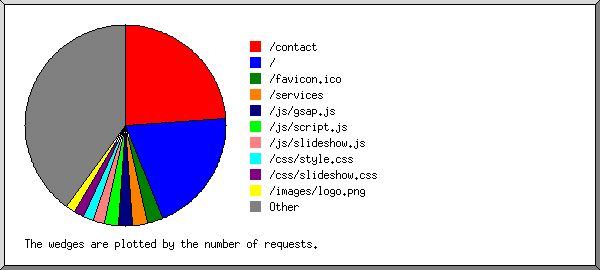 /contact
/
/favicon.ico
/services
/js/gsap.js
/js/script.js
/js/slideshow.js
/css/style.css
/css/slideshow.css
/images/logo.png
Other
The wedges are plotted by the number of requests.